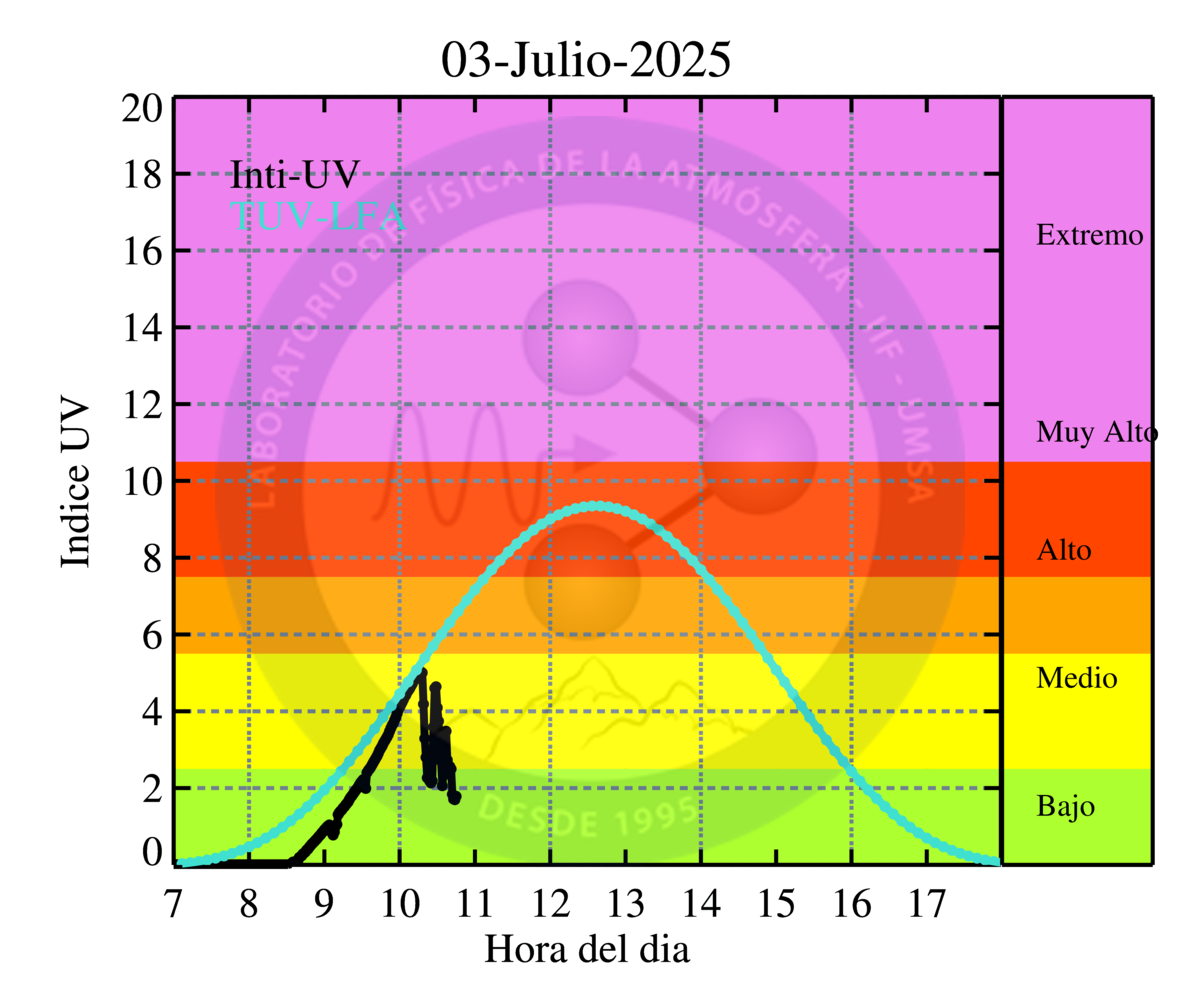 03-Julio-2025
20
18
16
14
12
10
8
6
4
2
0
Indice UV
Inti-UV
TUV-LFA
LABORATORIO DE FÍSICA DE LA ATMÓSFERA - IIF - UMSA
DESDE 1995
Extremo
Muy Alto
Alto
Medio
Bajo
7 8 9 10 11 12 13 14 15 16 17
Hora del dia